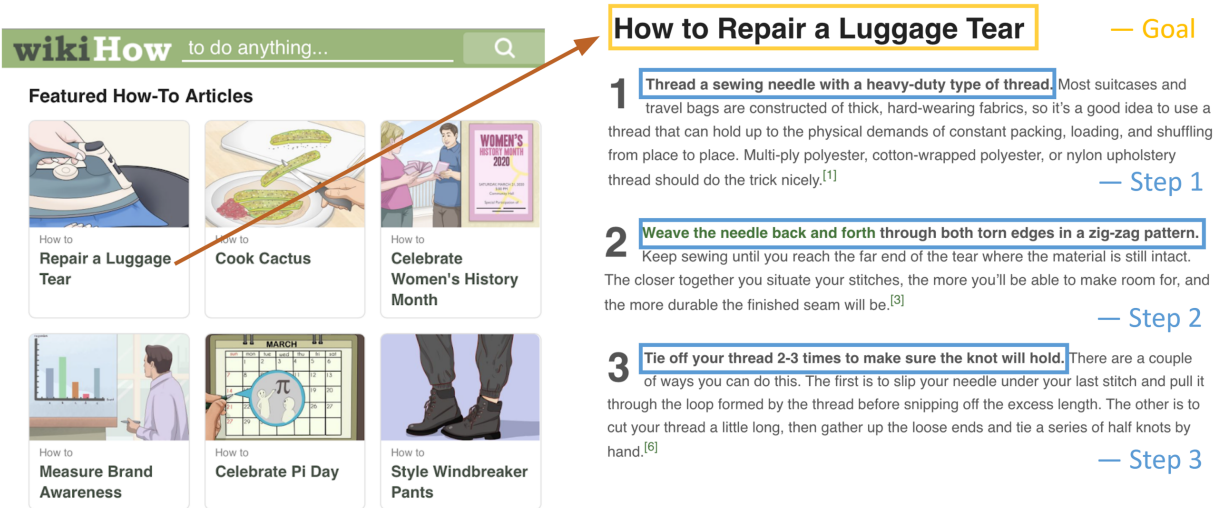 wikiHow to do anything...
Featured How-To Articles
WOMEN'S
HISTORY MONTH
2020
How to
Repair a Luggage
Tear
How to
Cook Cactus
How to
Celebrate
Women's History
Month
MARCH
π
How to
Measure Brand
Awareness
How to
Celebrate Pi Day
How to
Style Windbreaker
Pants
How to Repair a Luggage Tear — Goal
1 Thread a sewing needle with a heavy-duty type of thread. Most suitcases and
travel bags are constructed of thick, hard-wearing fabrics, so it's a good idea to use a
thread that can hold up to the physical demands of constant packing, loading, and shuffling
from place to place. Multi-ply polyester, cotton-wrapped polyester, or nylon upholstery
thread should do the trick nicely.[1]
— Step 1
2 Weave the needle back and forth through both torn edges in a zig-zag pattern.
Keep sewing until you reach the far end of the tear where the material is still intact.
The closer together you situate your stitches, the more you'll be able to make room for, and
the more durable the finished seam will be.[3]
— Step 2
3 Tie off your thread 2-3 times to make sure the knot will hold. There are a couple
of ways you can do this. The first is to slip your needle under your last stitch and pull it
through the loop formed by the thread before snipping off the excess length. The other is to
cut your thread a little long, then gather up the loose ends and tie a series of half knots by
hand.[6]
— Step 3